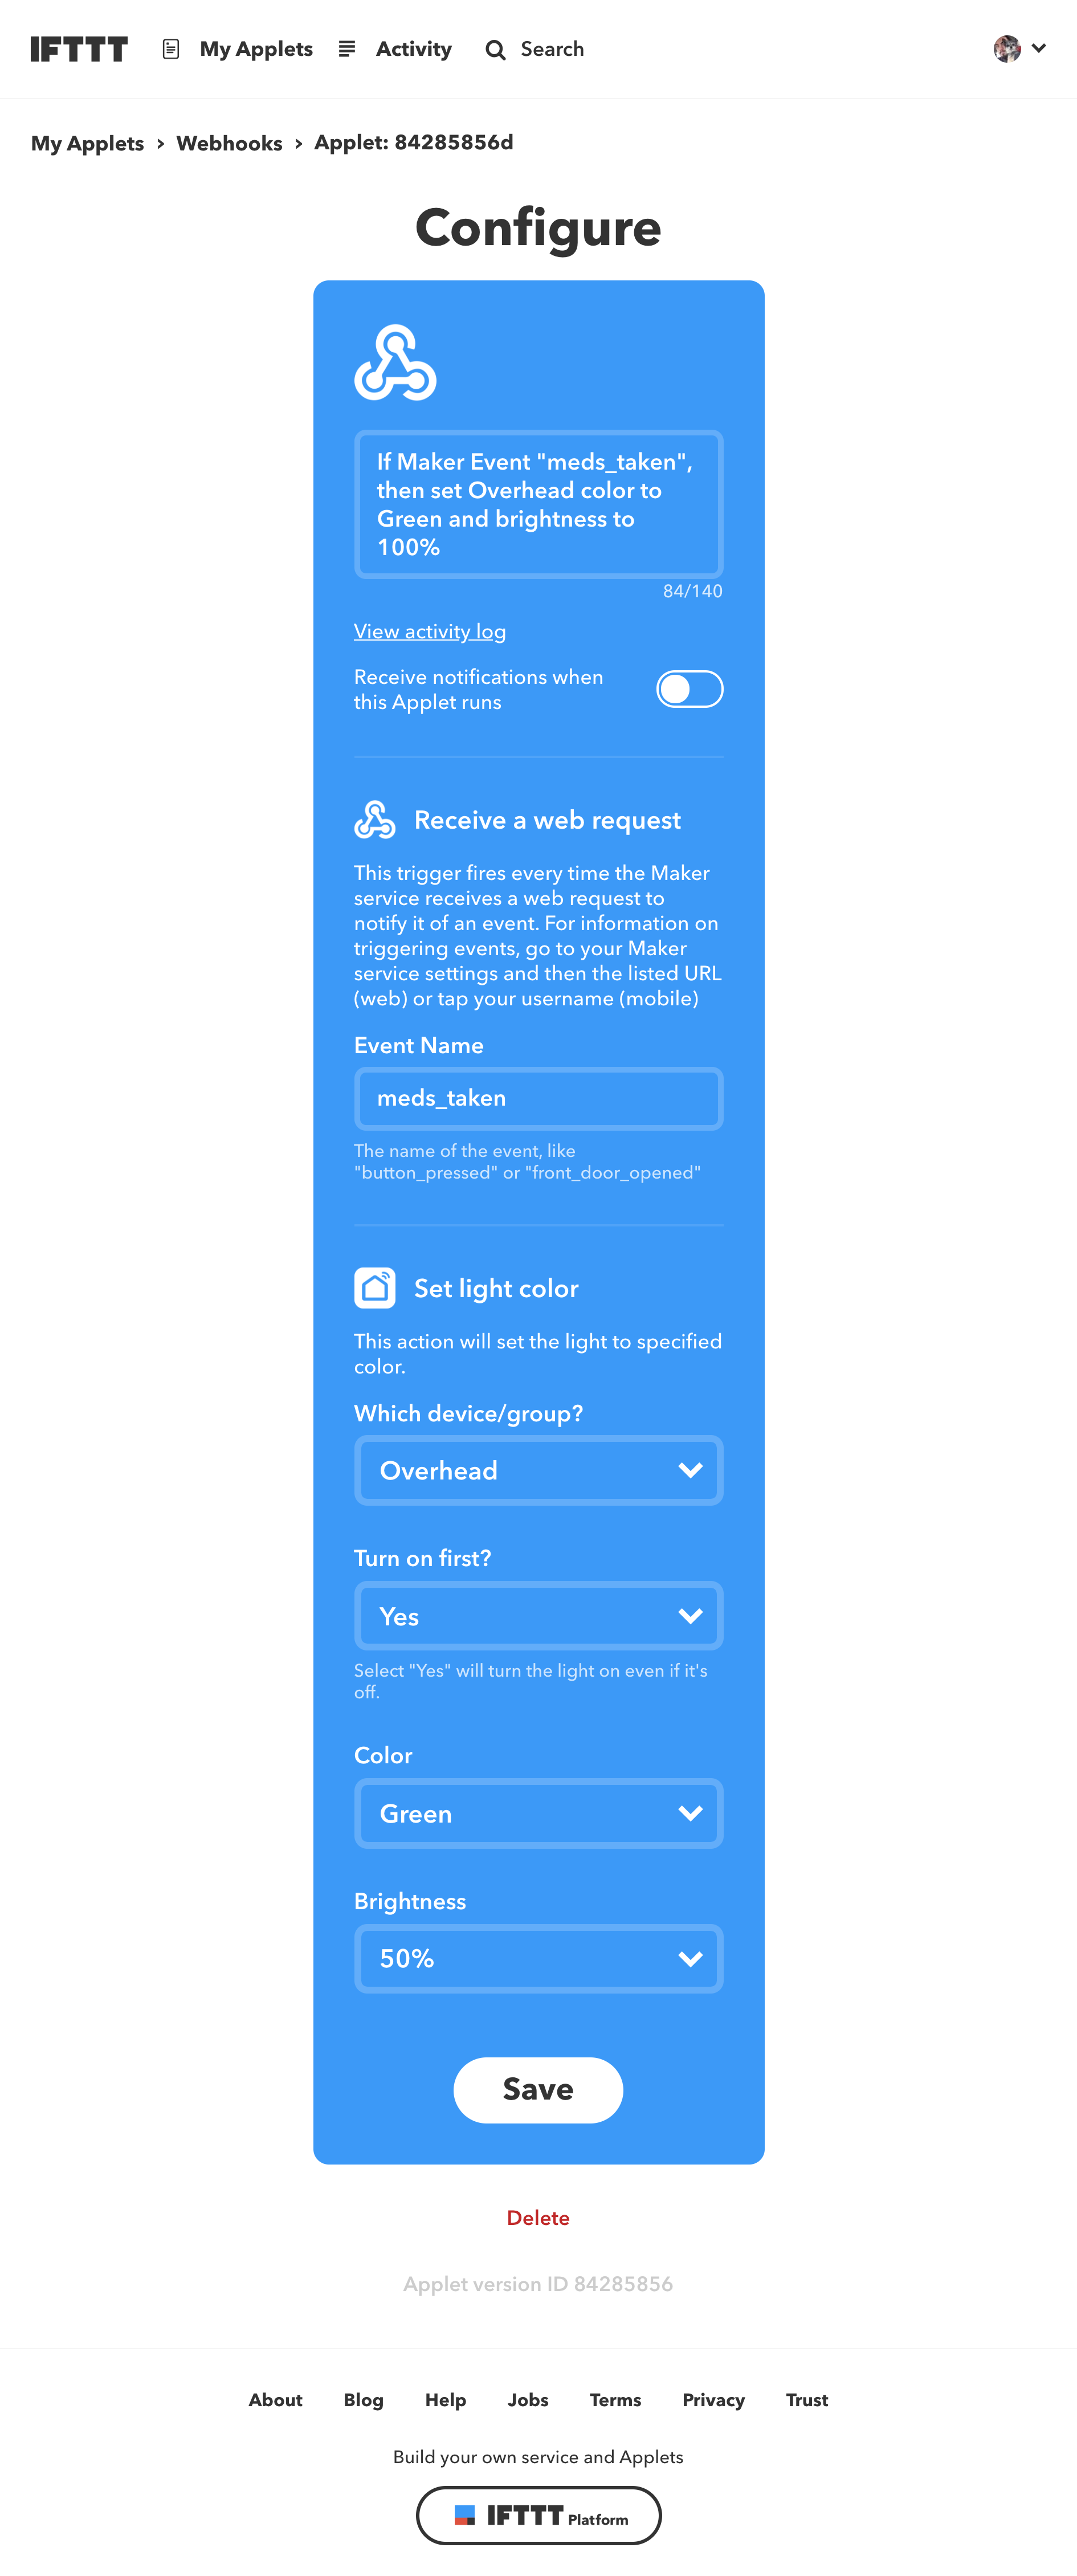 IFTTT My Applets Activity Search
My Applets › Webhooks › Applet: 84285856d
Configure
If Maker Event "meds_taken",
then set Overhead color to
Green and brightness to
100%
84/140
View activity log
Receive notifications when
this Applet runs
Receive a web request
This trigger fires every time the Maker
service receives a web request to
notify it of an event. For information on
triggering events, go to your Maker
service settings and then the listed URL
(web) or tap your username (mobile)
Event Name
meds_taken
The name of the event, like
"button_pressed" or "front_door_opened"
Set light color
This action will set the light to specified
color.
Which device/group?
Overhead
Turn on first?
Yes
Select "Yes" will turn the light on even if it's
off.
Color
Green
Brightness
50%
Save
Delete
Applet version ID 84285856
About Blog Help Jobs Terms Privacy Trust
Build your own service and Applets
IFTTT Platform